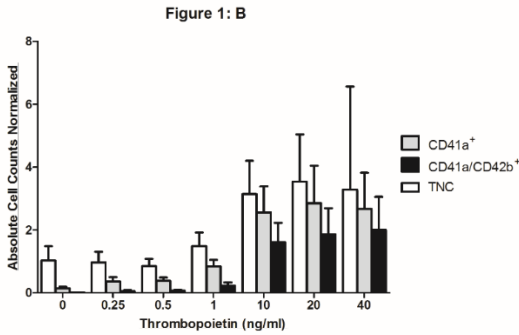 Figure 1: B
Absolute Cell Counts Normalized
8
6
4
2
0
0 0.25 0.5 1 10 20 40
Thrombopoietin (ng/ml)
CD41a+
CD41a/CD42b+
TNC